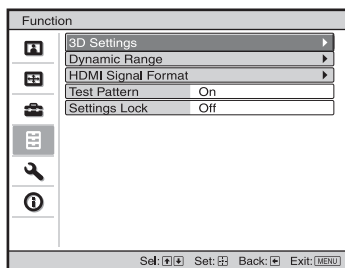 Function
3D Settings
Dynamic Range
HDMI Signal Format
Test Pattern On
Settings Lock Off
Sel: Set: Back: Exit: MENU